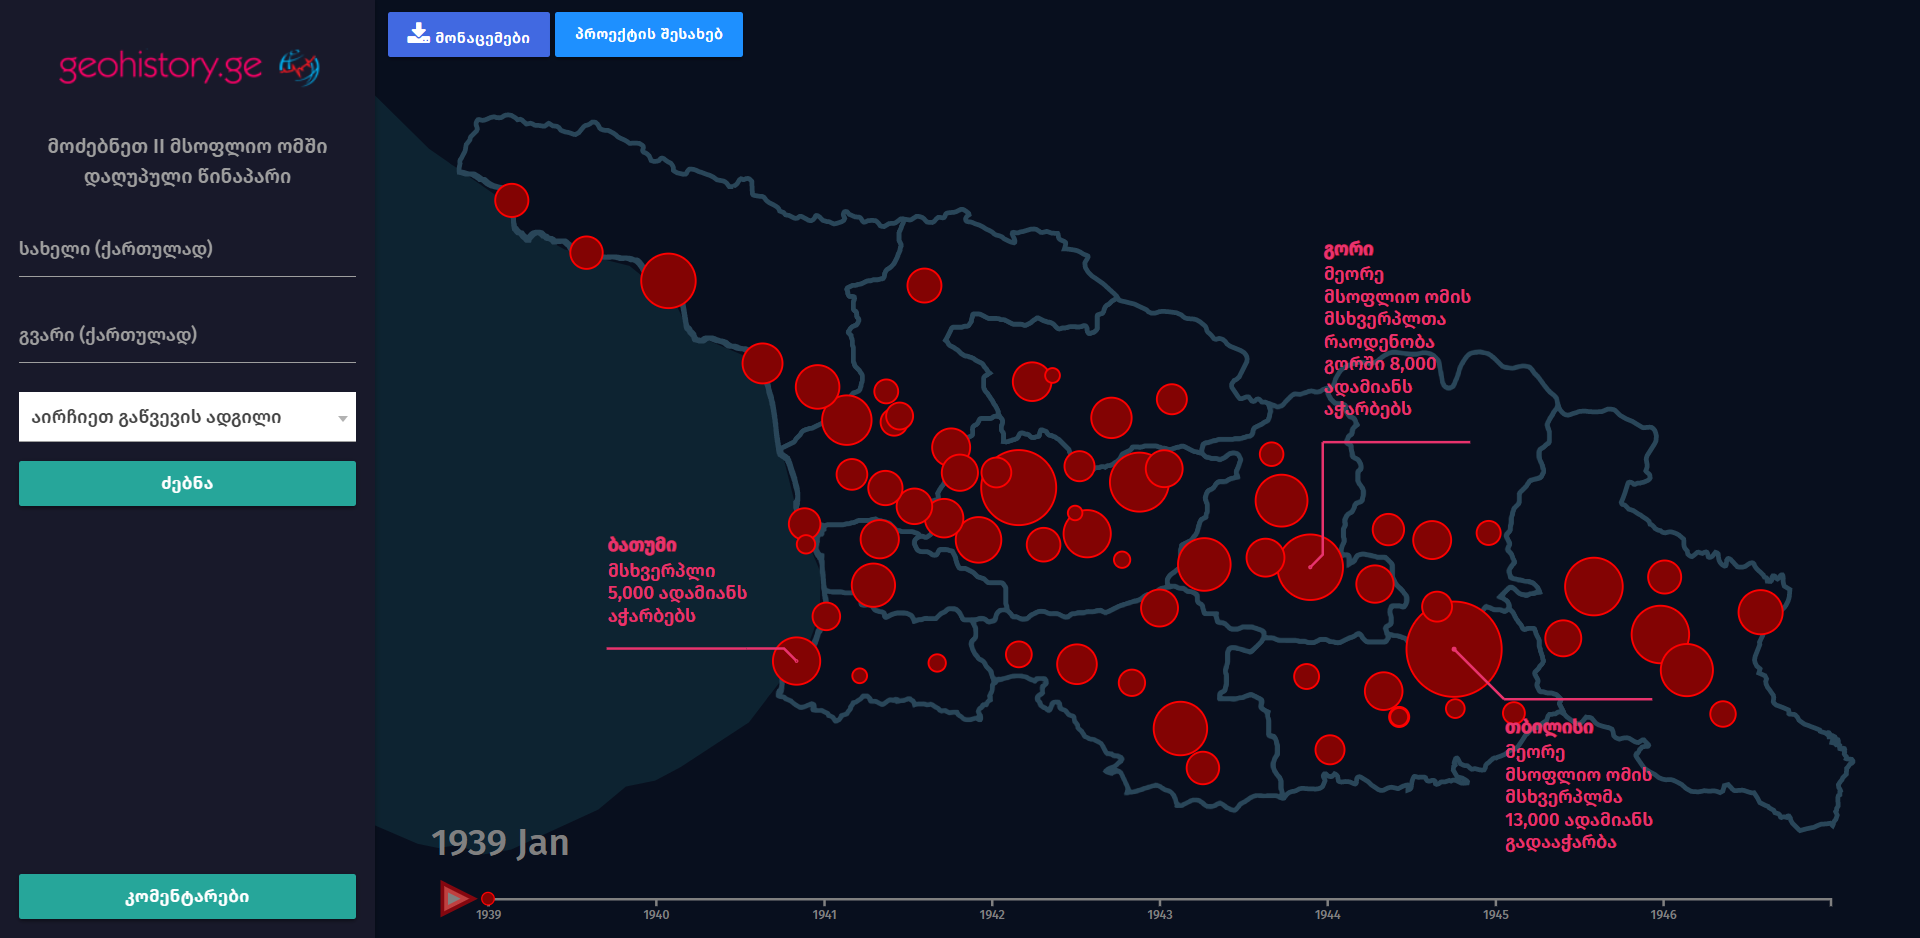 geohistory.ge
მოძებნეთ II მსოფლიო ომში
დაღუპული წინაპარი
სახელი (ქართულად)
გვარი (ქართულად)
აირჩიეთ გაწვევის ადგილი
ძებნა
კომენტარები
მონაცემები
პროექტის შესახებ
გორი
მეორე
მსოფლიო ომის
მსხვერპლთა
რაოდენობა
გორში 8,000
ადამიანს
აჭარბებს
ბათუმი
მსხვერპლი
5,000 ადამიანს
აჭარბებს
თბილისი
მეორე
მსოფლიო ომის
მსხვერპლმა
13,000 ადამიანს
გადააჭარბა
1939 Jan
1939 1940 1941 1942 1943 1944 1945 1946